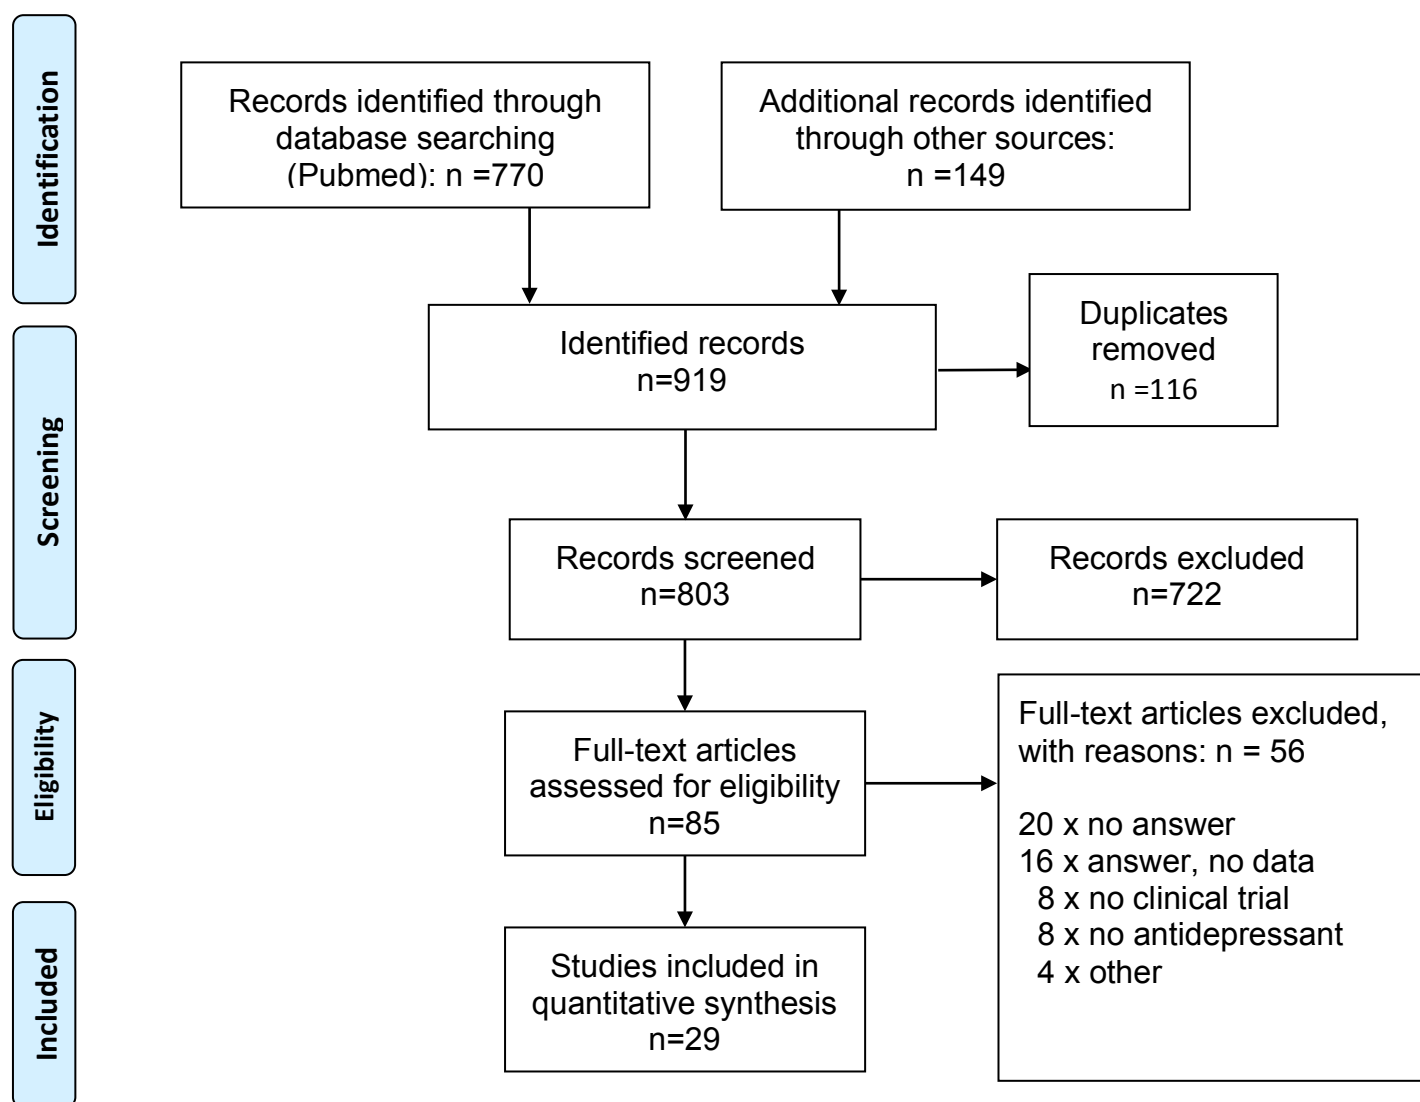 Identification
Records identified through
database searching
(Pubmed): n =770
Additional records identified
through other sources:
n =149
Identified records
n=919
Duplicates
removed
n =116
Screening
Records screened
n=803
Records excluded
n=722
Eligibility
Full-text articles
assessed for eligibility
n=85
Full-text articles excluded,
with reasons: n = 56
20 x no answer
16 x answer, no data
8 x no clinical trial
8 x no antidepressant
4 x other
Included
Studies included in
quantitative synthesis
n=29